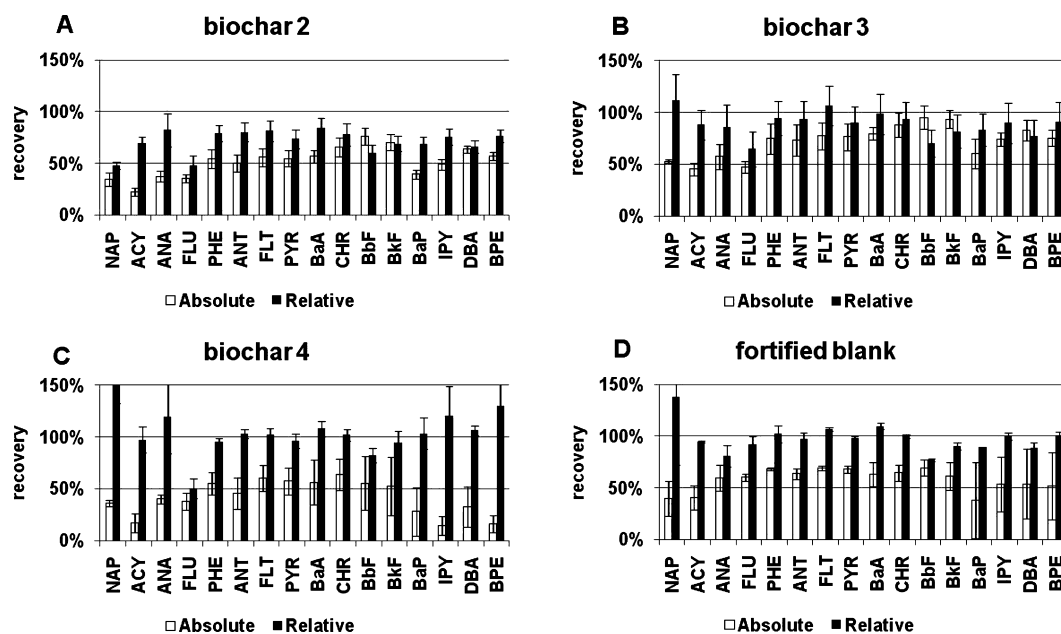 A biochar 2
150%
100%
50%
0%
recovery
NAP ACY ANA FLU PHE ANT FLT PYR BaA CHR BbF BkF BaP IPY DBA BPE
Absolute Relative
B biochar 3
150%
100%
50%
0%
recovery
NAP ACY ANA FLU PHE ANT FLT PYR BaA CHR BbF BkF BaP IPY DBA BPE
Absolute Relative
C biochar 4
150%
100%
50%
0%
recovery
NAP ACY ANA FLU PHE ANT FLT PYR BaA CHR BbF BkF BaP IPY DBA BPE
Absolute Relative
D fortified blank
150%
100%
50%
0%
recovery
NAP ACY ANA FLU PHE ANT FLT PYR BaA CHR BbF BkF BaP IPY DBA BPE
Absolute Relative